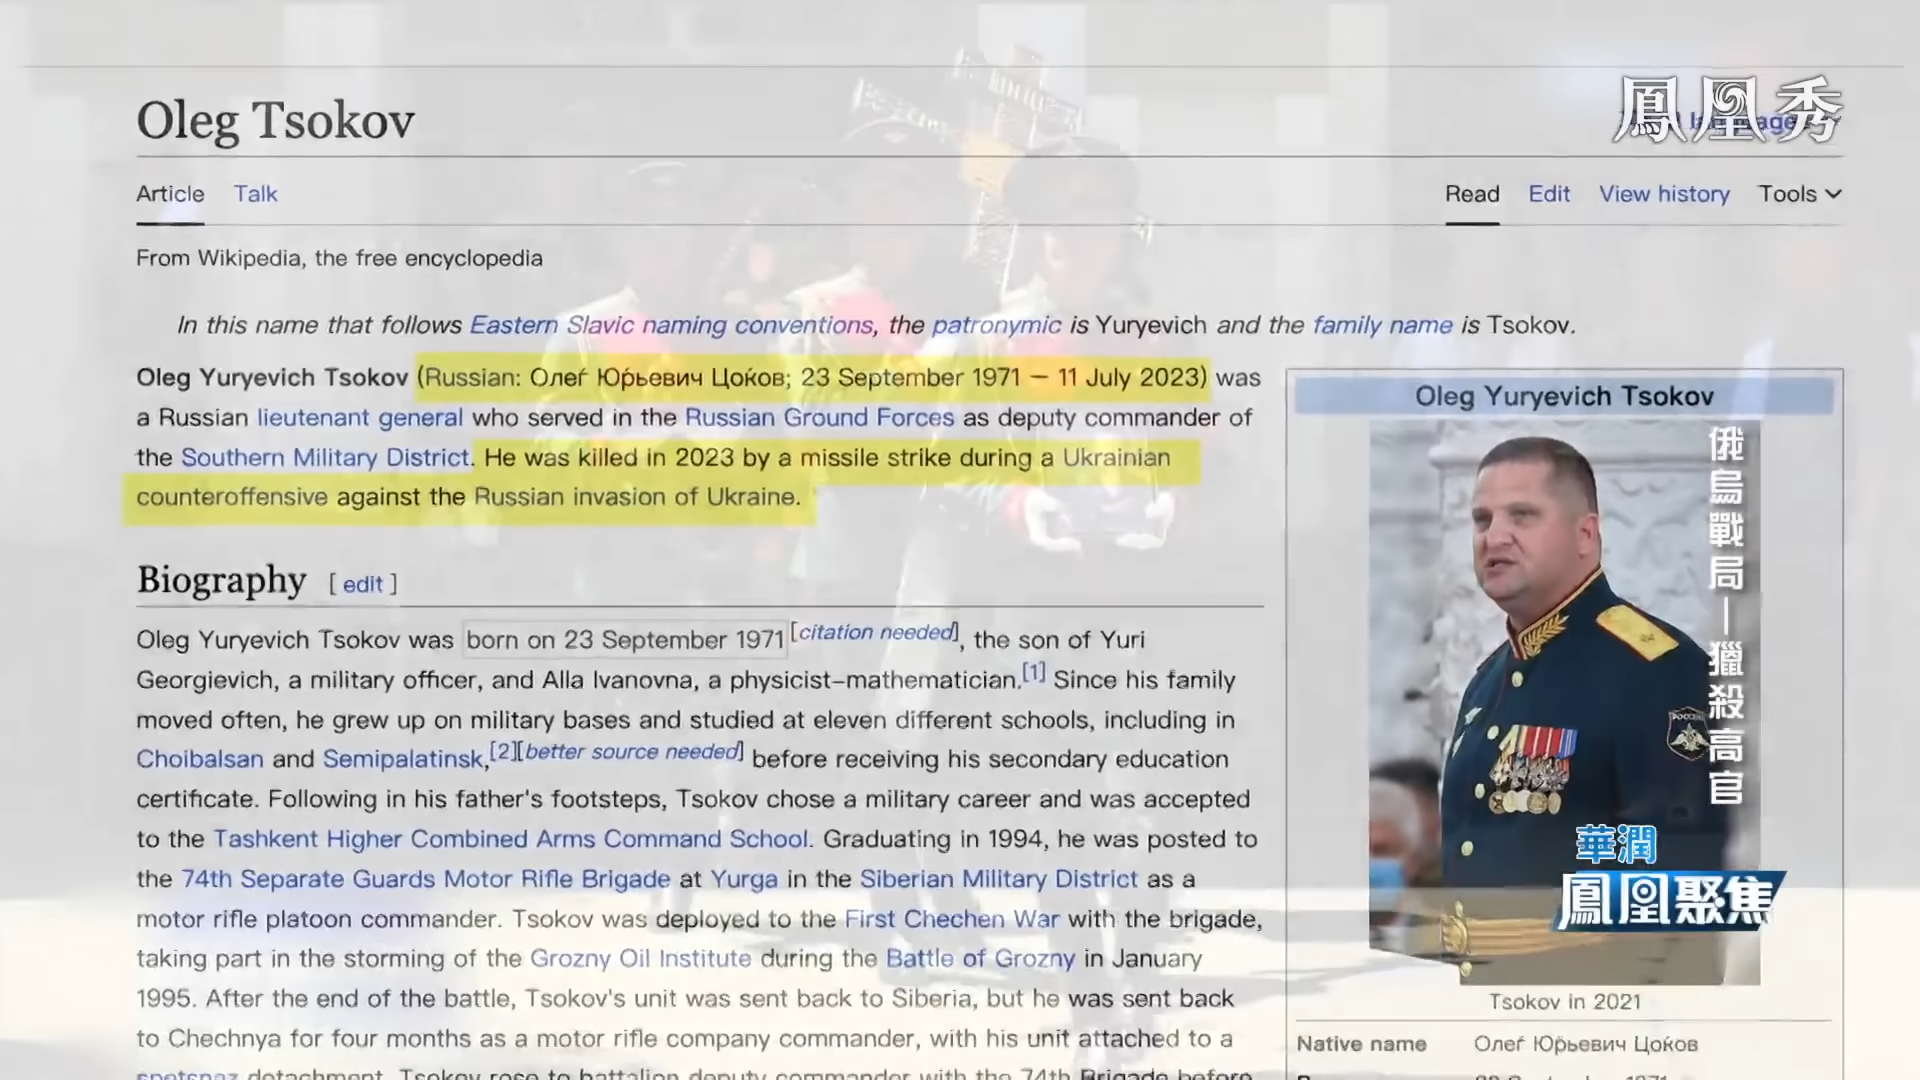 Oleg Tsokov
鳳凰秀
Article Talk
Read Edit View history Tools
From Wikipedia, the free encyclopedia
In this name that follows Eastern Slavic naming conventions, the patronymic is Yuryevich and the family name is Tsokov.
Oleg Yuryevich Tsokov (Russian: Оле́г Ю́рьевич Цо́ков; 23 September 1971 – 11 July 2023) was
a Russian lieutenant general who served in the Russian Ground Forces as deputy commander of
the Southern Military District. He was killed in 2023 by a missile strike during a Ukrainian
counteroffensive against the Russian invasion of Ukraine.
Biography [ edit ]
Oleg Yuryevich Tsokov was born on 23 September 1971[citation needed], the son of Yuri
Georgievich, a military officer, and Alla Ivanovna, a physicist–mathematician.[1] Since his family
moved often, he grew up on military bases and studied at eleven different schools, including in
Choibalsan and Semipalatinsk,[2][better source needed] before receiving his secondary education
certificate. Following in his father's footsteps, Tsokov chose a military career and was accepted
to the Tashkent Higher Combined Arms Command School. Graduating in 1994, he was posted to
the 74th Separate Guards Motor Rifle Brigade at Yurga in the Siberian Military District as a
motor rifle platoon commander. Tsokov was deployed to the First Chechen War with the brigade,
taking part in the storming of the Grozny Oil Institute during the Battle of Grozny in January
1995. After the end of the battle, Tsokov's unit was sent back to Siberia, but he was sent back
to Chechnya for four months as a motor rifle company commander, with his unit attached to a
spetsnaz detachment. Tsokov rose to battalion deputy commander with the 74th Brigade before
Oleg Yuryevich Tsokov
俄烏戰局—獵殺高官
РОССИЯ
華潤
鳳凰聚焦
Tsokov in 2021
Native name Оле́г Ю́рьевич Цо́ков